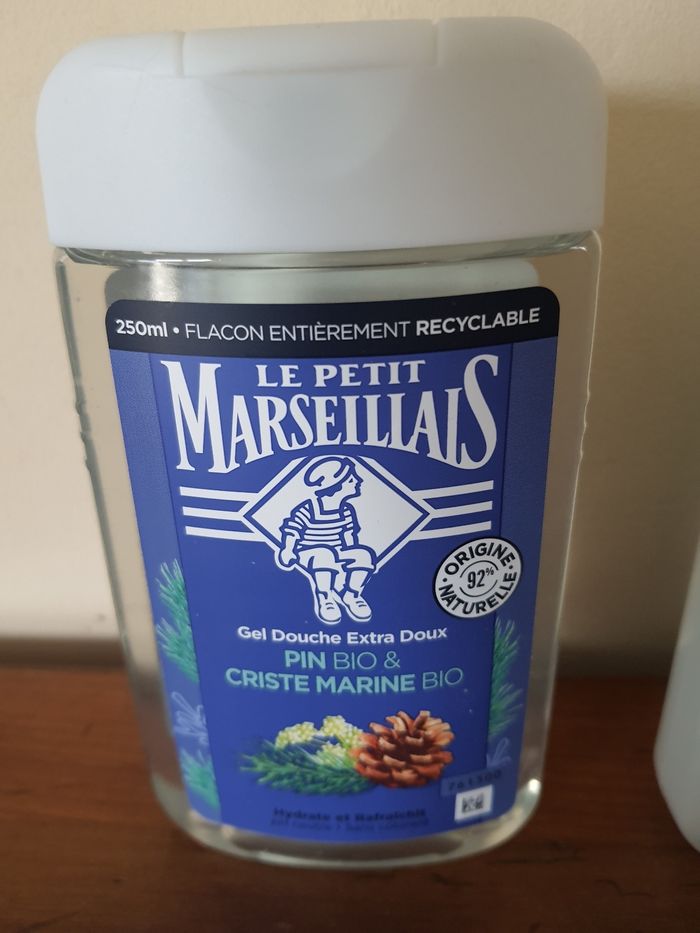 250ml • FLACON ENTIÈREMENT RECYCLABLE
LE PETIT
MARSEILLAIS
ORIGINE
92%
NATURELLE
Gel Douche Extra Doux
PIN BIO &
CRISTE MARINE BIO
Hydrate et Rafraîchit